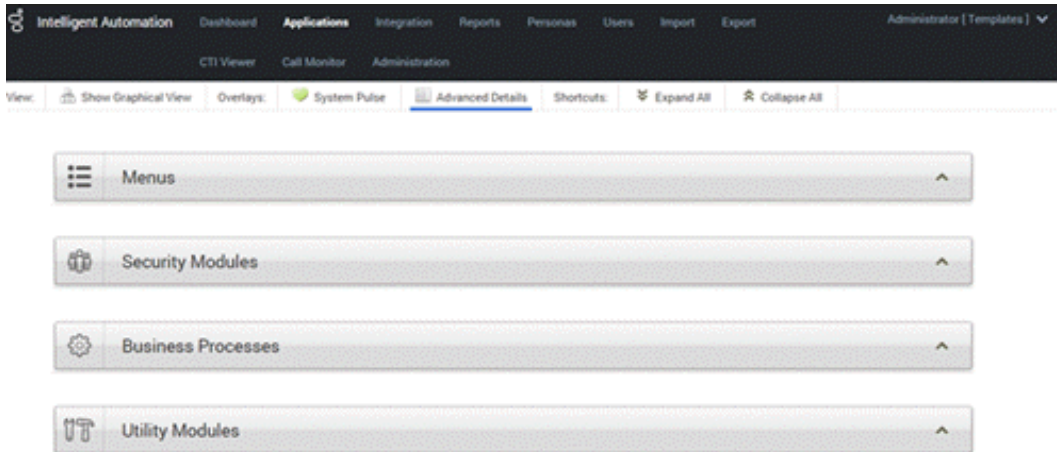 Intelligent Automation Dashboard Applications Integration Reports Personas Users Import Export Administrator [ Templates ]
CTI Viewer Call Monitor Administration
View: Show Graphical View Overlays: System Pulse Advanced Details Shortcuts: Expand All Collapse All
Menus
Security Modules
Business Processes
Utility Modules